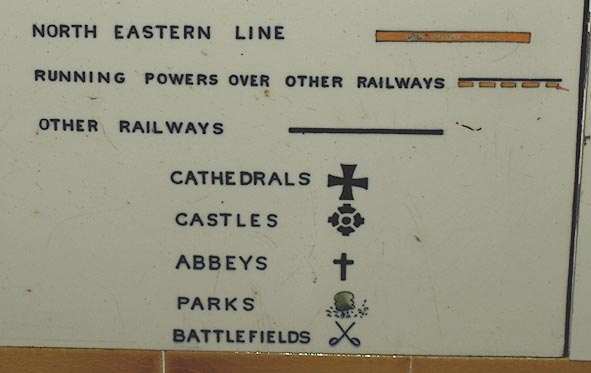 NORTH EASTERN LINE
RUNNING POWERS OVER OTHER RAILWAYS
OTHER RAILWAYS
CATHEDRALS
CASTLES
ABBEYS
PARKS
BATTLEFIELDS